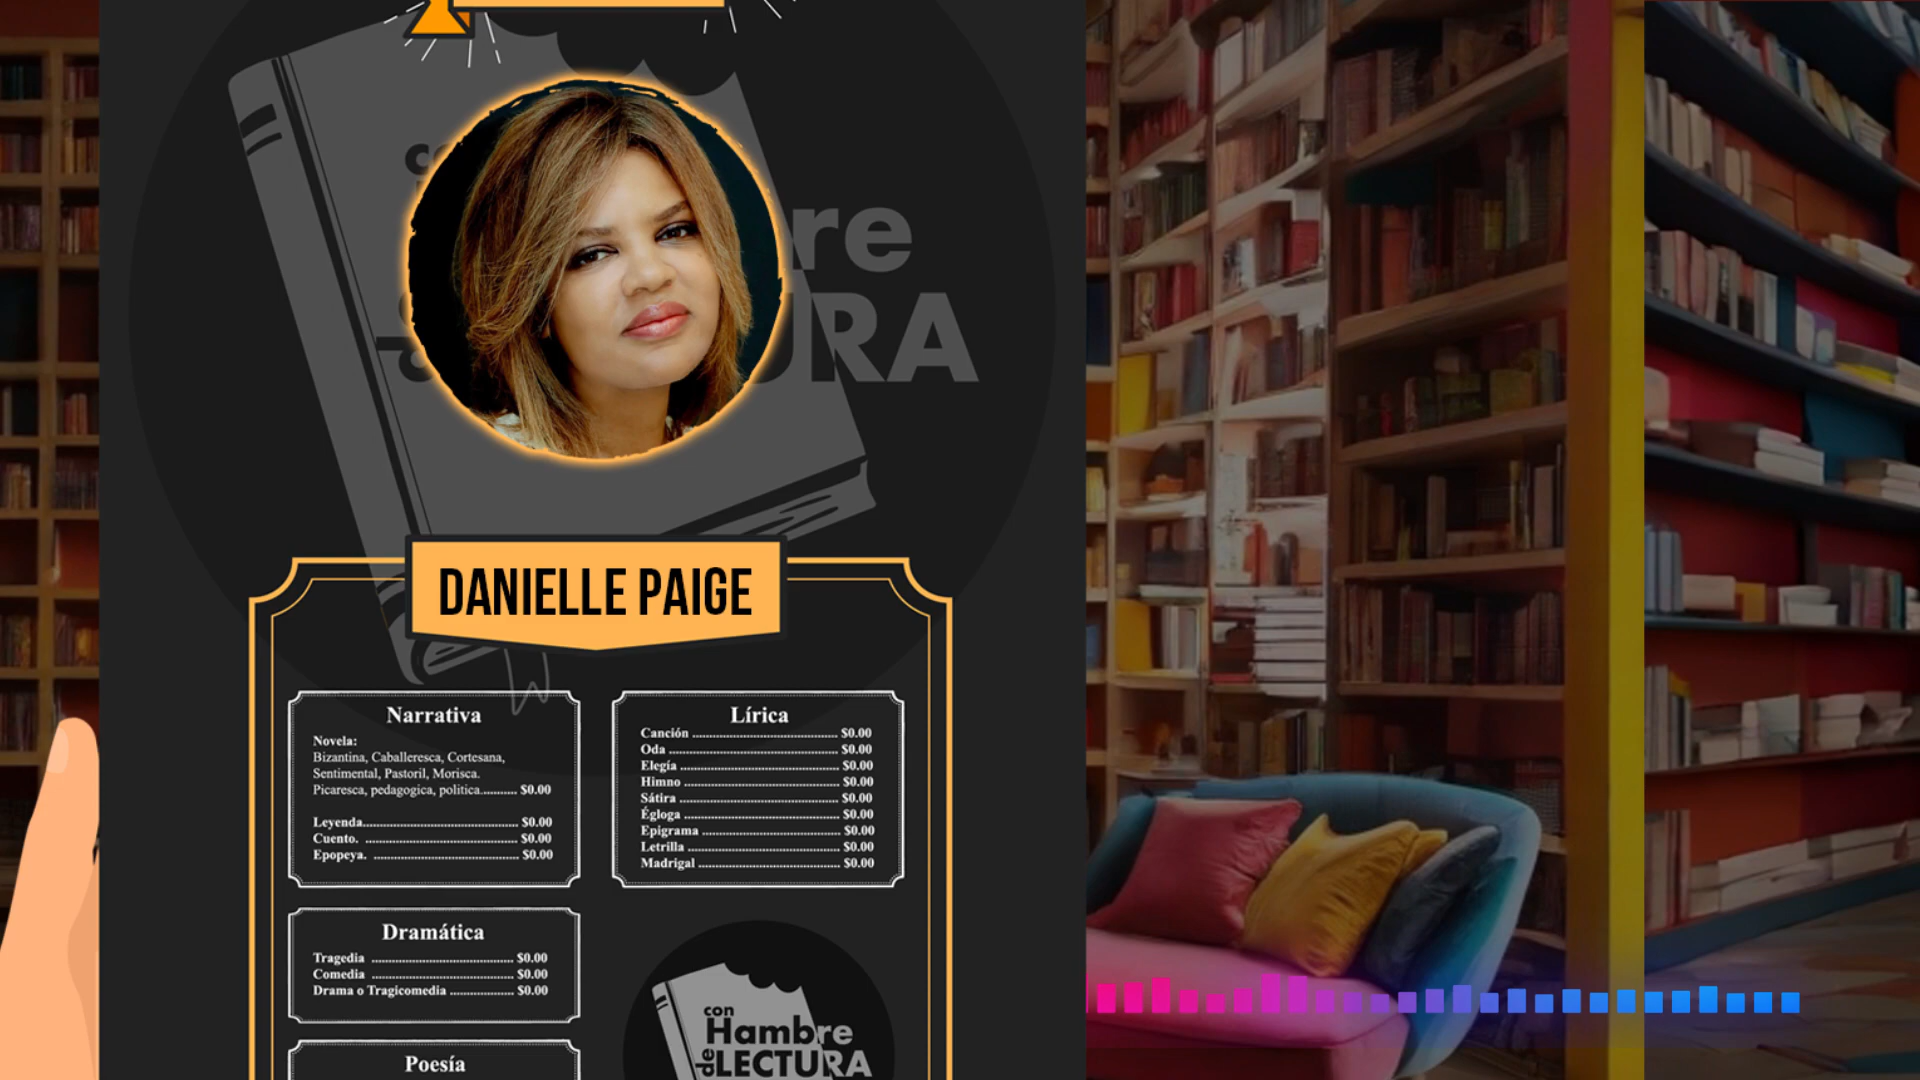 re
URA
DANIELLE PAIGE
Narrativa
Novela:
Bizantina, Caballeresca, Cortesana,
Sentimental, Pastoril, Morisca.
Picaresca, pedagogica, politica.......... $0.00
Leyenda.................................................... $0.00
Cuento. ................................................... $0.00
Epopeya. ................................................ $0.00
Lírica
Canción ................................................ $0.00
Oda ........................................................ $0.00
Elegía .................................................... $0.00
Himno ................................................... $0.00
Sátira .................................................... $0.00
Égloga .................................................... $0.00
Epigrama .............................................. $0.00
Letrilla ................................................... $0.00
Madrigal ............................................... $0.00
Dramática
Tragedia ............................................... $0.00
Comedia ............................................... $0.00
Drama o Tragicomedia ..................... $0.00
Poesía
con
Hambre
de LECTURA